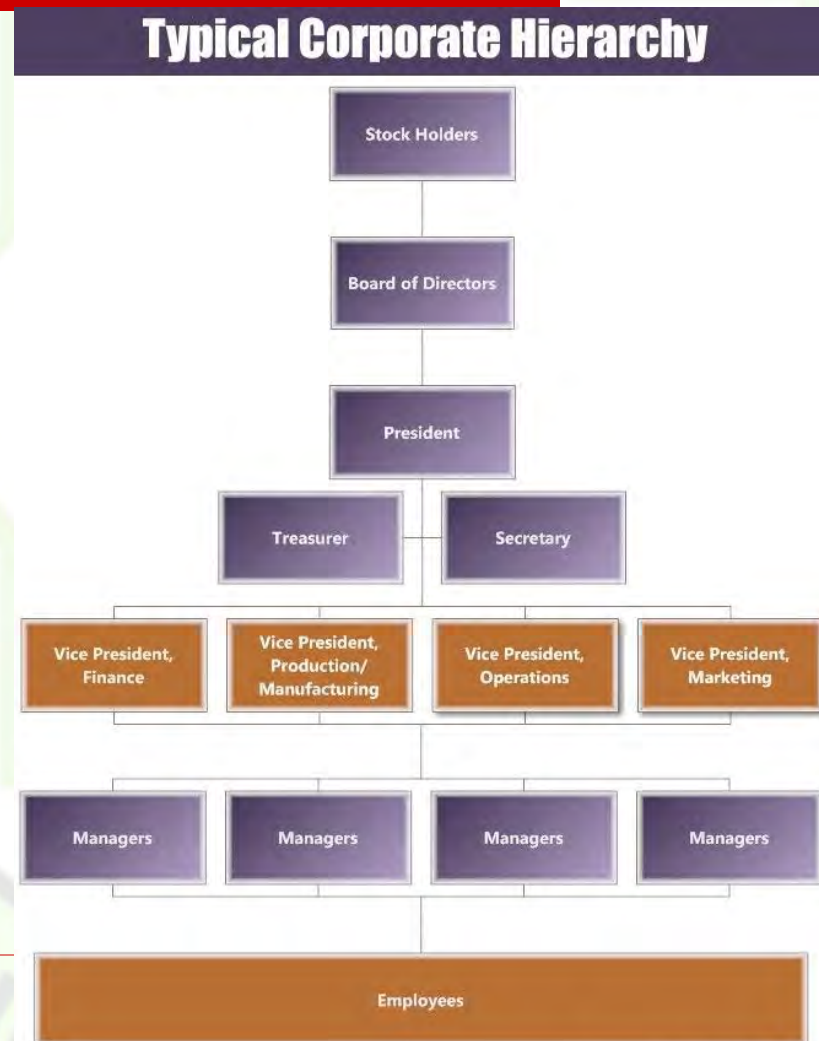 Typical Corporate Hierarchy
Stock Holders
Board of Directors
President
Treasurer
Secretary
Vice President,
Finance
Vice President,
Production/
Manufacturing
Vice President,
Operations
Vice President,
Marketing
Managers
Managers
Managers
Managers
Employees